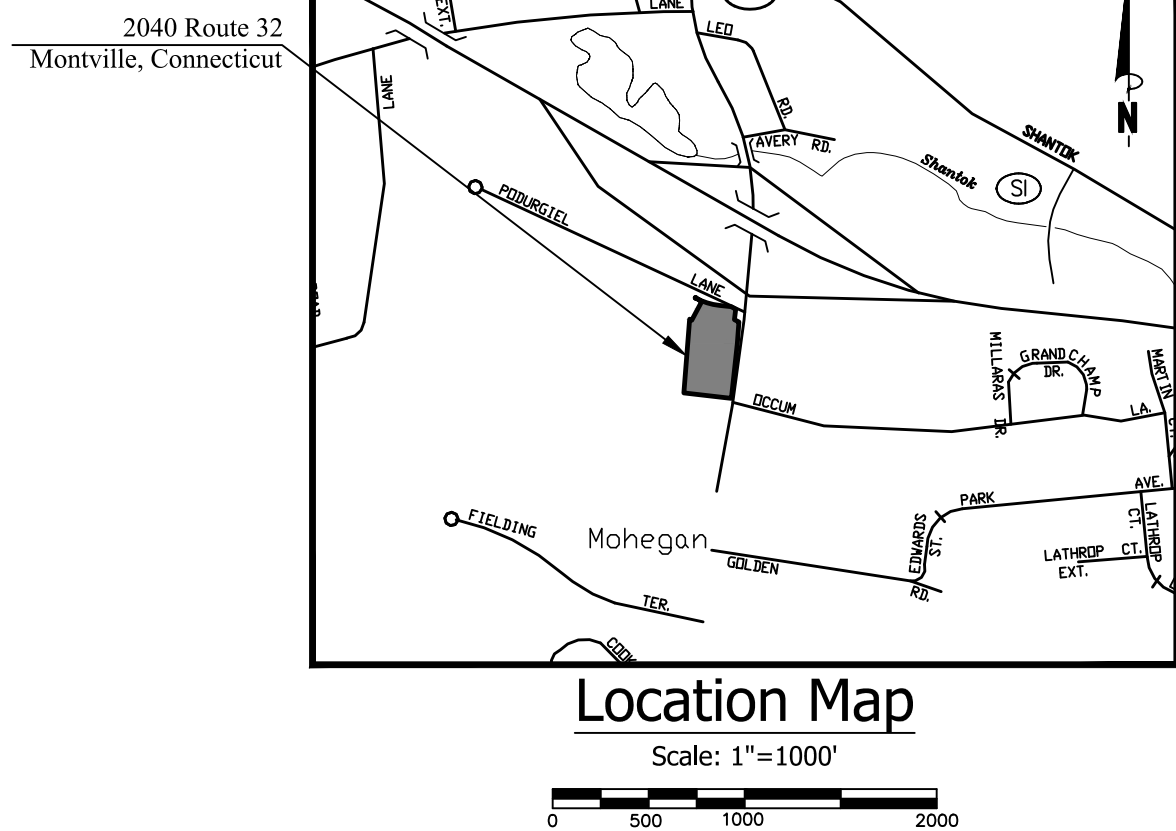 2040 Route 32
Montville, Connecticut
EXT.
LANE
LEO
RD.
LANE
AVERY RD.
N
SHANTOK
Shantok
SI
PODURGIEL
LANE
MILLARAS DR.
GRAND CHAMP
DR.
MARTIN
CT.
OCCUM
LA.
PARK
AVE.
EDWARDS
ST.
LATHROP
CT.
LATHROP CT.
EXT.
FIELDING
TER.
Mohegan
GOLDEN
RD.
COOK
Location Map
Scale: 1"=1000'
0 500 1000 2000